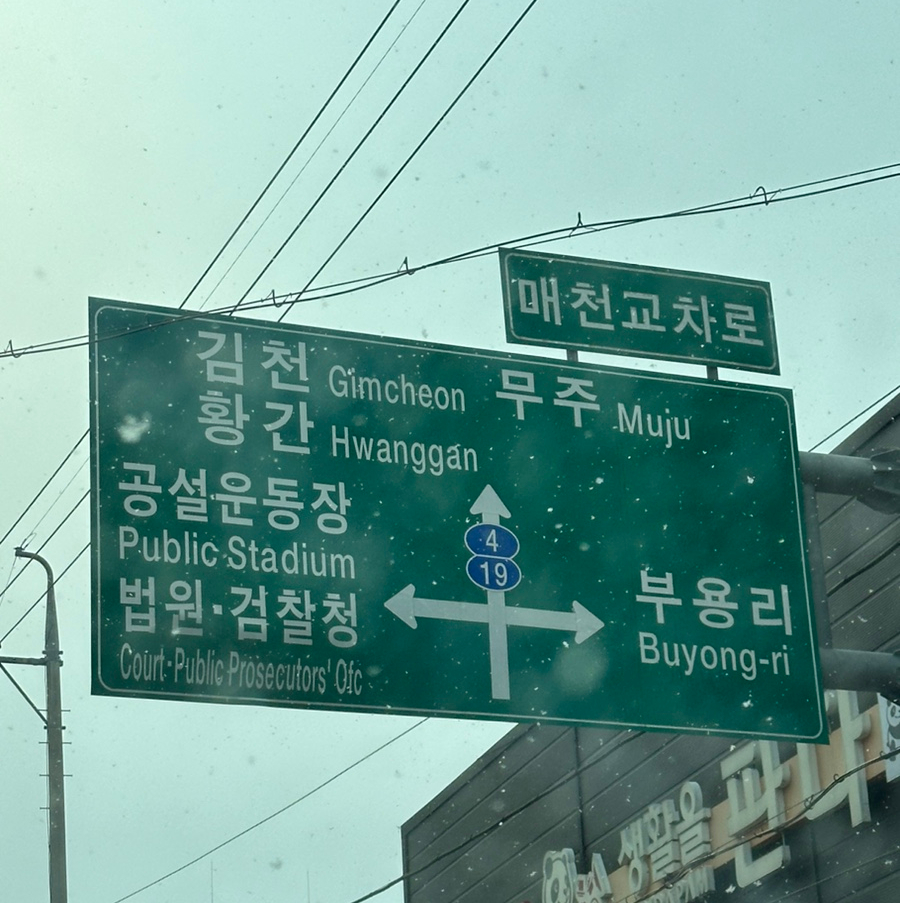 매천교차로
김천 Gimcheon 무주 Muju
황간 Hwanggan
공설운동장
Public Stadium
법원·검찰청
Court·Public Prosecutors' Ofc
4
19
부용리
Buyong-ri
생활을
판다